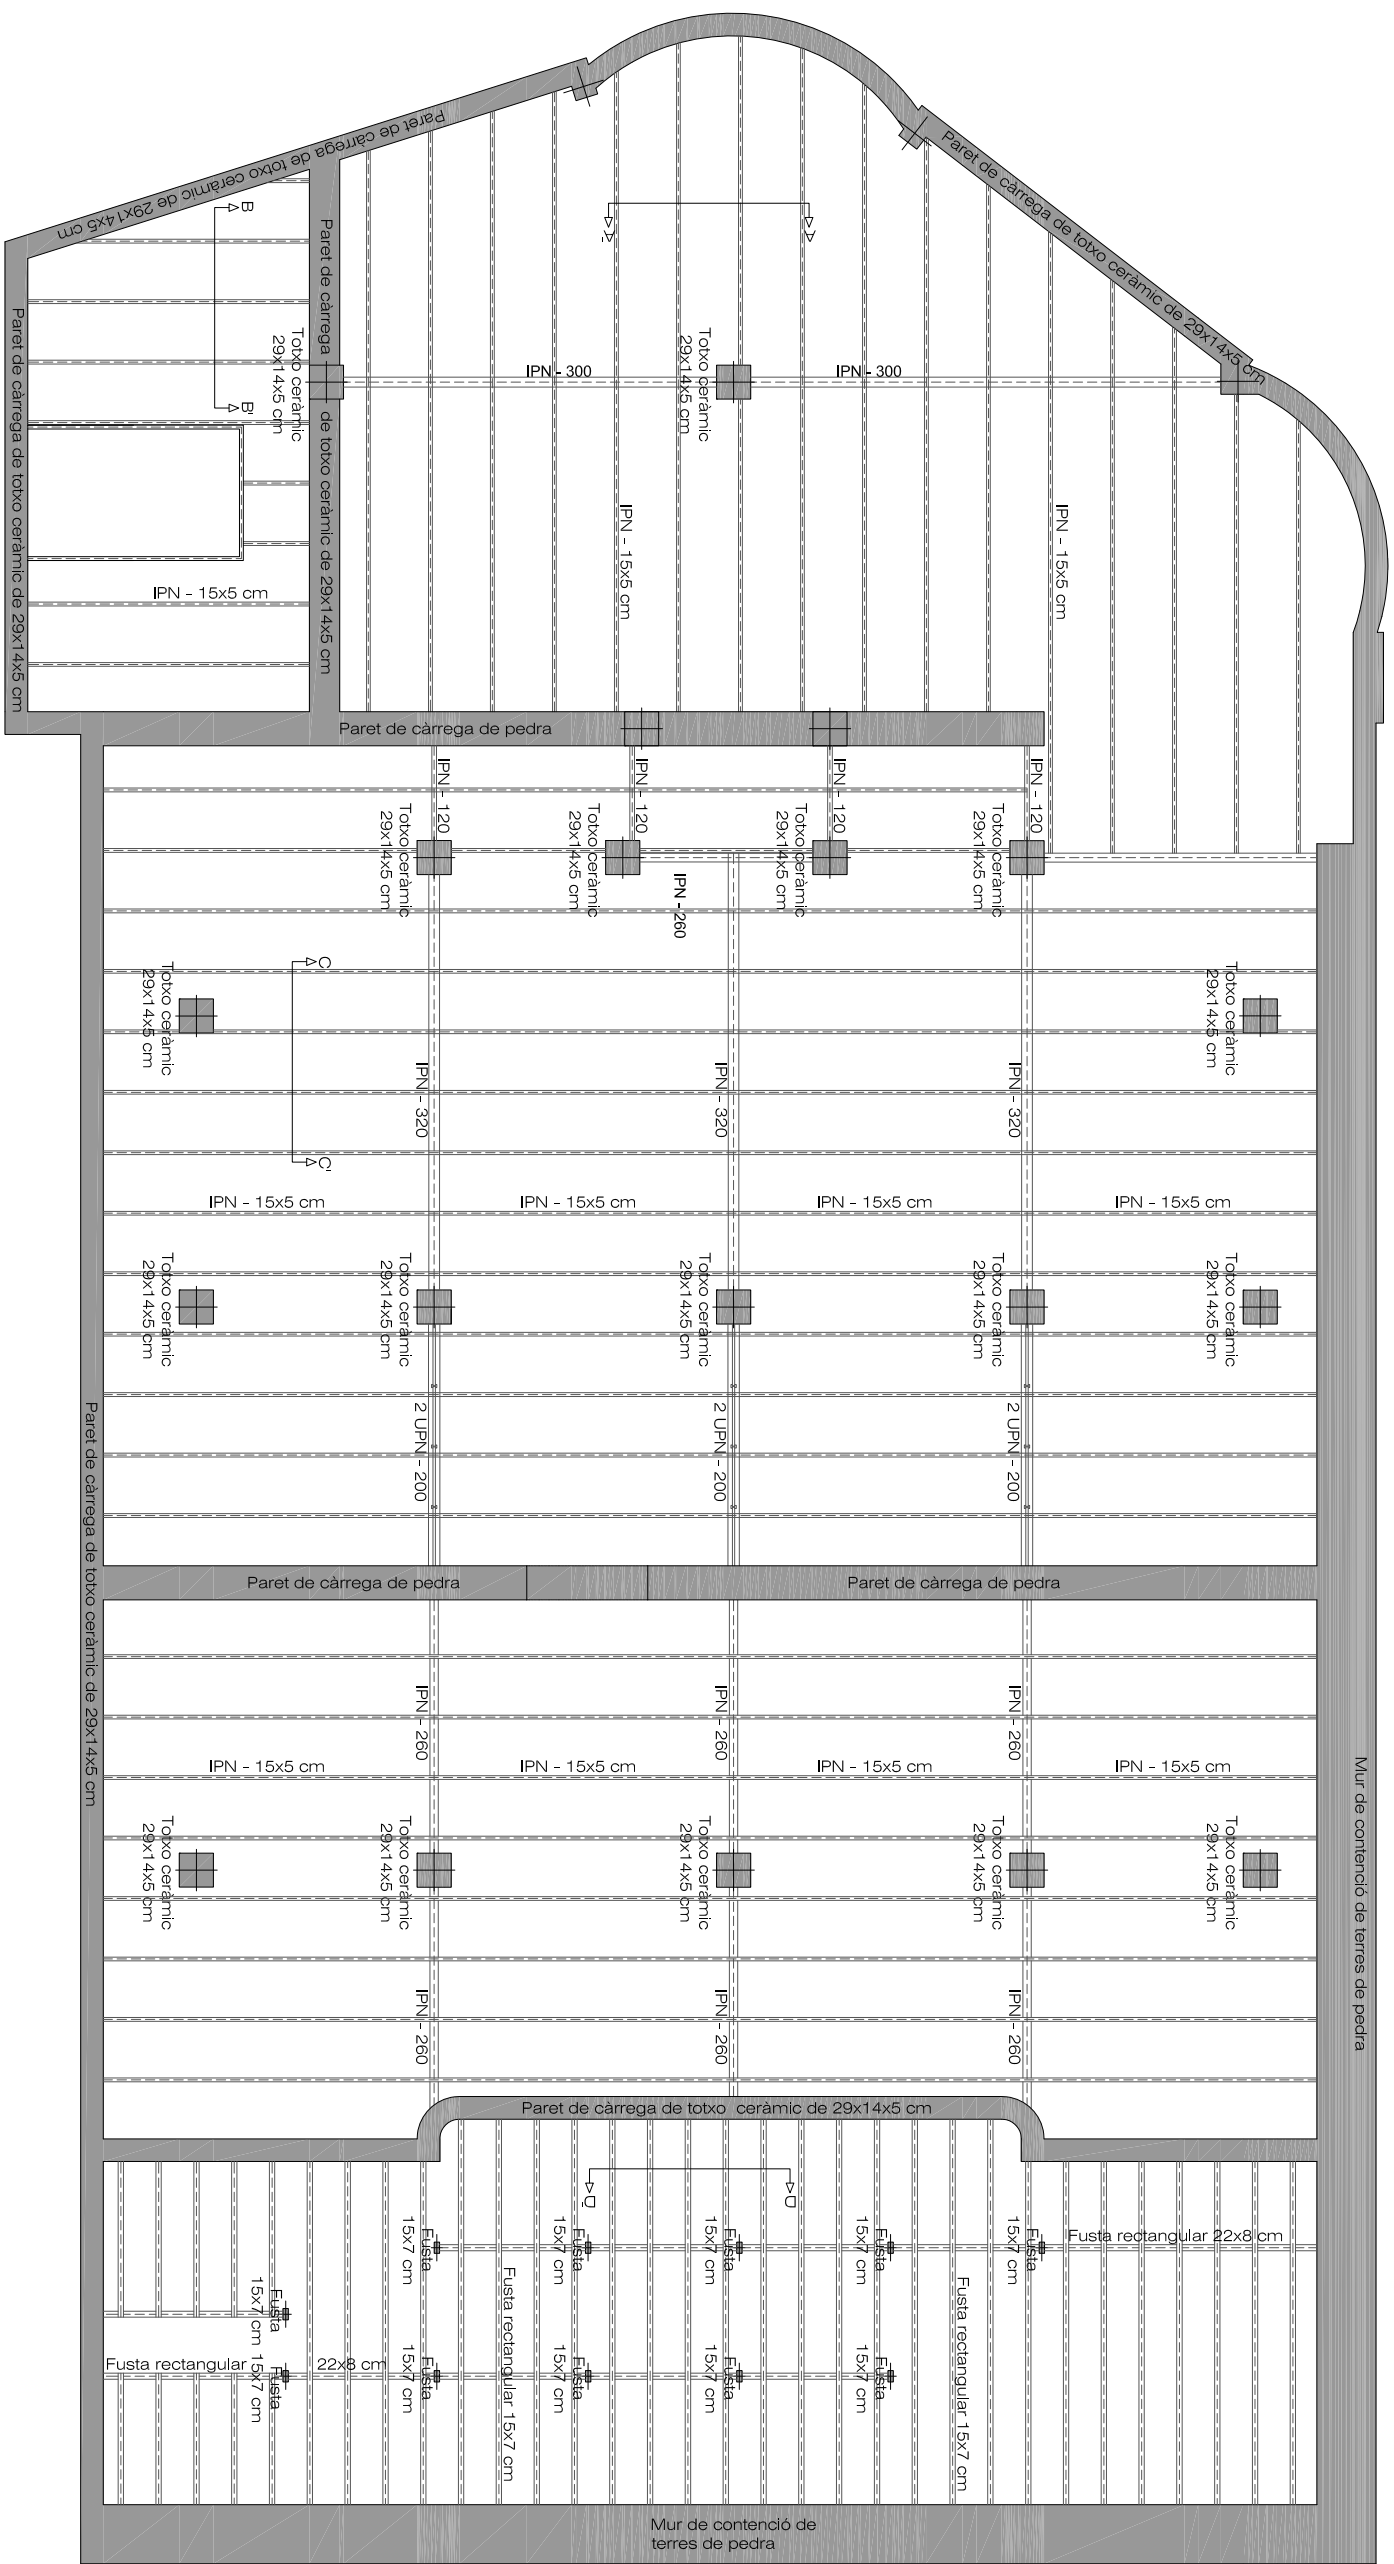 Paret de càrrega de totxo ceràmic de 29x14x5 cm
Paret de càrrega de totxo ceràmic de 29x14x5 cm
B
A'
A
Paret de càrrega de totxo ceràmic de 29x14x5 cm
Paret de càrrega de totxo ceràmic de 29x14x5 cm
Totxo ceràmic
29x14x5 cm
IPN - 300
Totxo ceràmic
29x14x5 cm
IPN - 300
B'
IPN - 15x5 cm
IPN - 15x5 cm
IPN - 15x5 cm
Paret de càrrega de pedra
IPN - 120
IPN - 120
IPN - 120
IPN - 120
Totxo ceràmic
29x14x5 cm
Totxo ceràmic
29x14x5 cm
Totxo ceràmic
29x14x5 cm
Totxo ceràmic
29x14x5 cm
IPN - 260
C
Totxo ceràmic
29x14x5 cm
Totxo ceràmic
29x14x5 cm
IPN - 320
IPN - 320
IPN - 320
C'
IPN - 15x5 cm
IPN - 15x5 cm
IPN - 15x5 cm
IPN - 15x5 cm
Totxo ceràmic
29x14x5 cm
Totxo ceràmic
29x14x5 cm
Totxo ceràmic
29x14x5 cm
Totxo ceràmic
29x14x5 cm
Totxo ceràmic
29x14x5 cm
2 UPN - 200
2 UPN - 200
2 UPN - 200
Paret de càrrega de totxo ceràmic de 29x14x5 cm
Paret de càrrega de pedra
Paret de càrrega de pedra
IPN - 260
IPN - 260
IPN - 260
IPN - 15x5 cm
IPN - 15x5 cm
IPN - 15x5 cm
IPN - 15x5 cm
Mur de contenció de terres de pedra
Totxo ceràmic
29x14x5 cm
Totxo ceràmic
29x14x5 cm
Totxo ceràmic
29x14x5 cm
Totxo ceràmic
29x14x5 cm
Totxo ceràmic
29x14x5 cm
IPN - 260
IPN - 260
IPN - 260
Paret de càrrega de totxo ceràmic de 29x14x5 cm
D'
D
Fusta
15x7 cm
Fusta
15x7 cm
Fusta
15x7 cm
Fusta
15x7 cm
15x7 cm
Fusta rectangular 22x8 cm
Fusta rectangular 15x7 cm
Fusta rectangular 15x7 cm
Fusta
15x7 cm
Fusta rectangular
22x8 cm
Fusta
15x7 cm
Fusta
15x7 cm
Fusta
15x7 cm
Fusta
15x7 cm
Fusta
15x7 cm
Mur de contenció de
terres de pedra